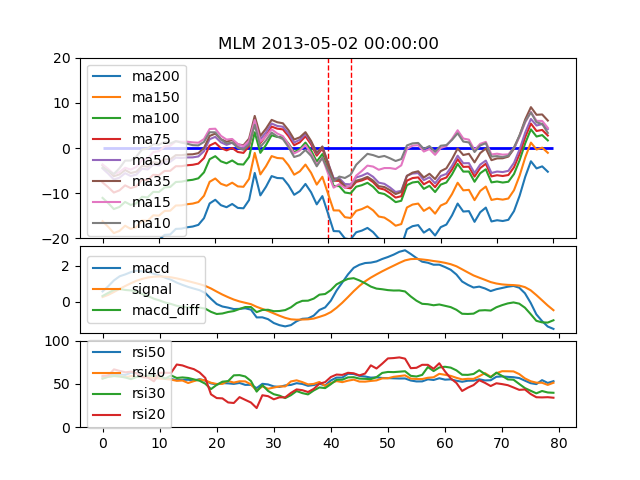 MLM 2013-05-02 00:00:00
20
10
0
−10
−20
ma200
ma150
ma100
ma75
ma50
ma35
ma15
ma10
2
0
macd
signal
macd_diff
100
50
0
rsi50
rsi40
rsi30
rsi20
0 10 20 30 40 50 60 70 80